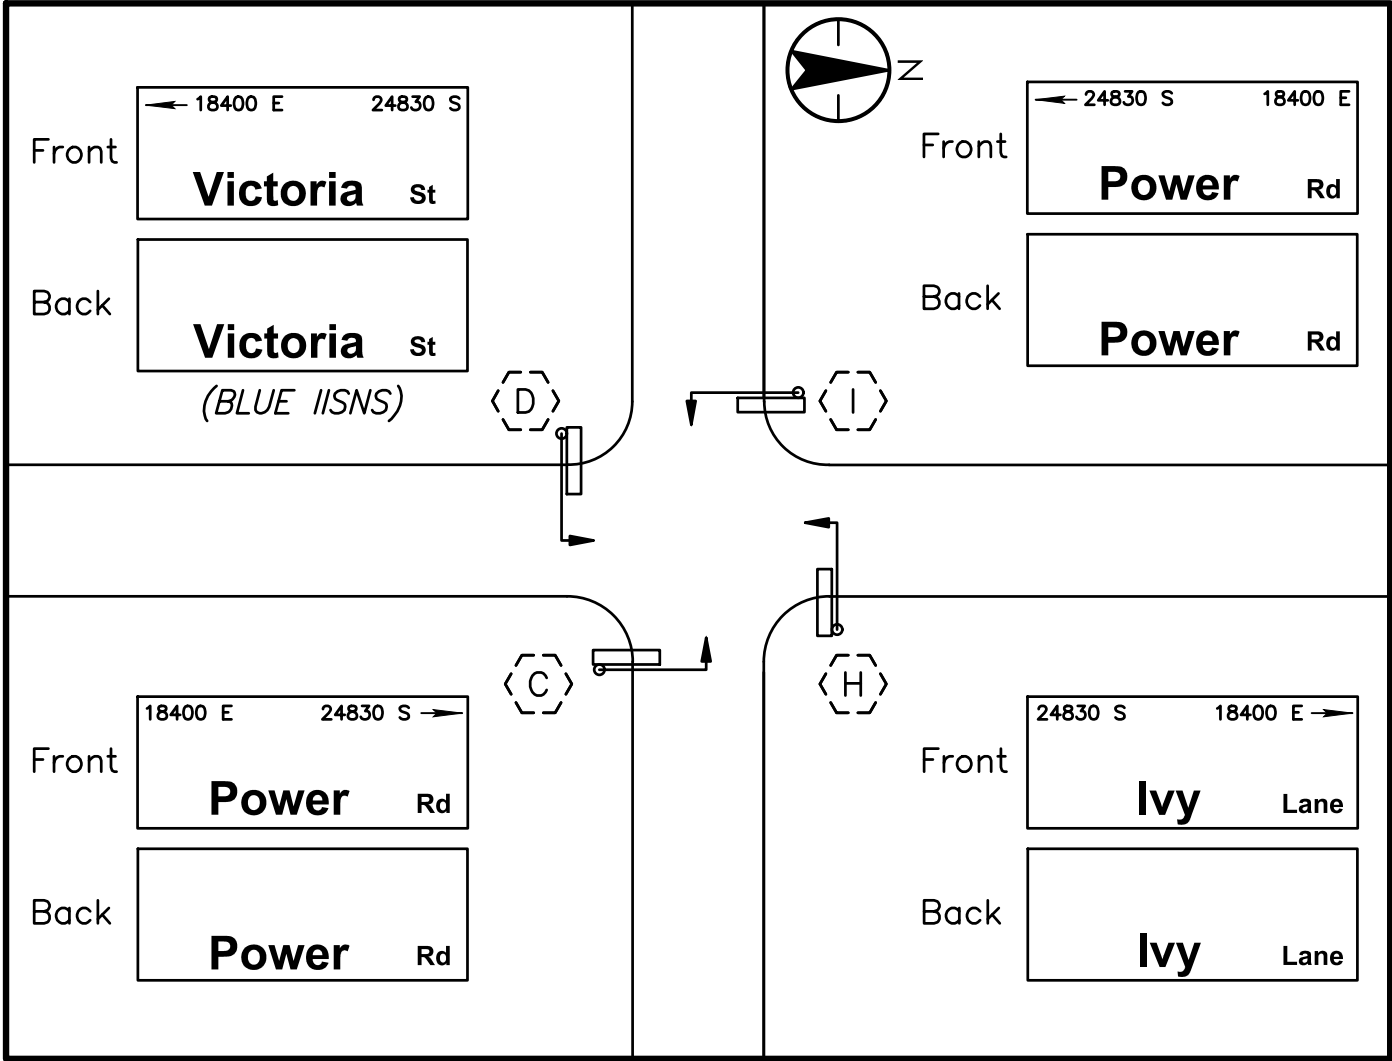 N
Front
18400 E 24830 S
Victoria St
Back
Victoria St
(BLUE IISNS)
D
Front
24830 S 18400 E
Power Rd
Back
Power Rd
I
C
Front
18400 E 24830 S
Power Rd
Back
Power Rd
H
Front
24830 S 18400 E
Ivy Lane
Back
Ivy Lane